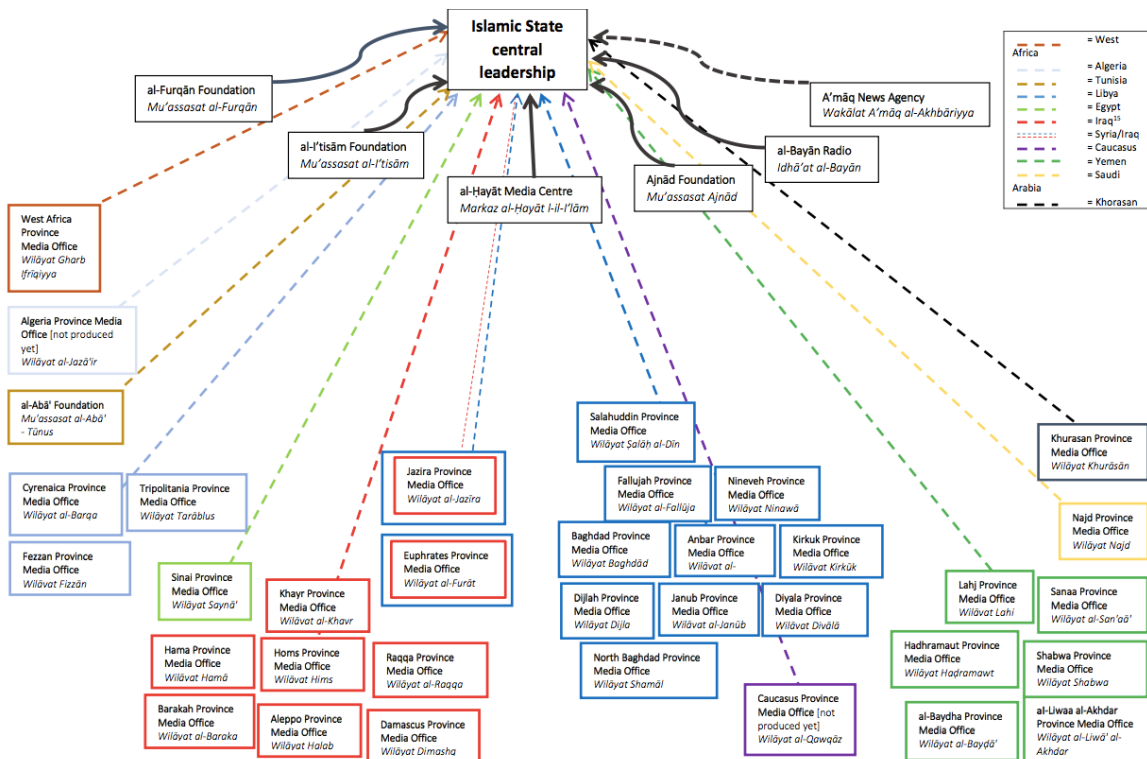 Islamic State
central
leadership
al-Furqān Foundation
Mu'assasat al-Furqān
al-I'tisām Foundation
Mu'assasat al-I'tisām
al-Ḥayāt Media Centre
Markaz al-Ḥayāt l-il-I'lām
Ajnād Foundation
Mu'assasat Ajnād
al-Bayān Radio
Idhā'at al-Bayān
A'māq News Agency
Wakālat A'māq al-Akhbāriyya
= West
Africa
= Algeria
= Tunisia
= Libya
= Egypt
= Iraq15
= Syria/Iraq
= Caucasus
= Yemen
= Saudi
Arabia
= Khorasan
West Africa
Province
Media Office
Wilāyat Gharb
Ifrīqiyya
Algeria Province Media
Office [not produced
yet]
Wilāyat al-Jazā'ir
al-Abā' Foundation
Mu'assasat al-Abā'
- Tūnus
Cyrenaica Province
Media Office
Wilāyat al-Barqa
Tripolitania Province
Media Office
Wilāyat Tarāblus
Fezzan Province
Media Office
Wilāvat Fizzān
Sinai Province
Media Office
Wilāyat Saynā'
Khayr Province
Media Office
Wilāvat al-Khavr
Hama Province
Media Office
Wilāvat Hamā
Homs Province
Media Office
Wilāvat Hims
Raqqa Province
Media Office
Wilāyat al-Raqqa
Barakah Province
Media Office
Wilāyat al-Baraka
Aleppo Province
Media Office
Wilāyat Halab
Damascus Province
Media Office
Wilāyat Dimashq
Jazira Province
Media Office
Wilāyat al-Jazīra
Euphrates Province
Media Office
Wilāyat al-Furāt
Salahuddin Province
Media Office
Wilāyat Ṣalāḥ al-Dīn
Fallujah Province
Media Office
Wilāyat al-Fallūja
Nineveh Province
Media Office
Wilāyat Ninawā
Baghdad Province
Media Office
Wilāyat Baghdād
Anbar Province
Media Office
Wilāvat al-
Kirkuk Province
Media Office
Wilāvat Kirkūk
Dijlah Province
Media Office
Wilāyat Dijla
Janub Province
Media Office
Wilāvat al-Janūb
Diyala Province
Media Office
Wilāvat Divālā
North Baghdad Province
Media Office
Wilāyat Shamāl
Caucasus Province
Media Office [not
produced yet]
Wilāyat al-Qawqāz
Khurasan Province
Media Office
Wilāyat Khurāsān
Najd Province
Media Office
Wilāyat Najd
Lahj Province
Media Office
Wilāvat Lahi
Sanaa Province
Media Office
Wilāyat al-San'aā'
Hadhramaut Province
Media Office
Wilāyat Haḍramawt
Shabwa Province
Media Office
Wilāyat Shabwa
al-Baydha Province
Media Office
Wilāyat al-Bayḍā'
al-Liwaa al-Akhdar
Province Media Office
Wilāyat al-Liwā' al-
Akhdar